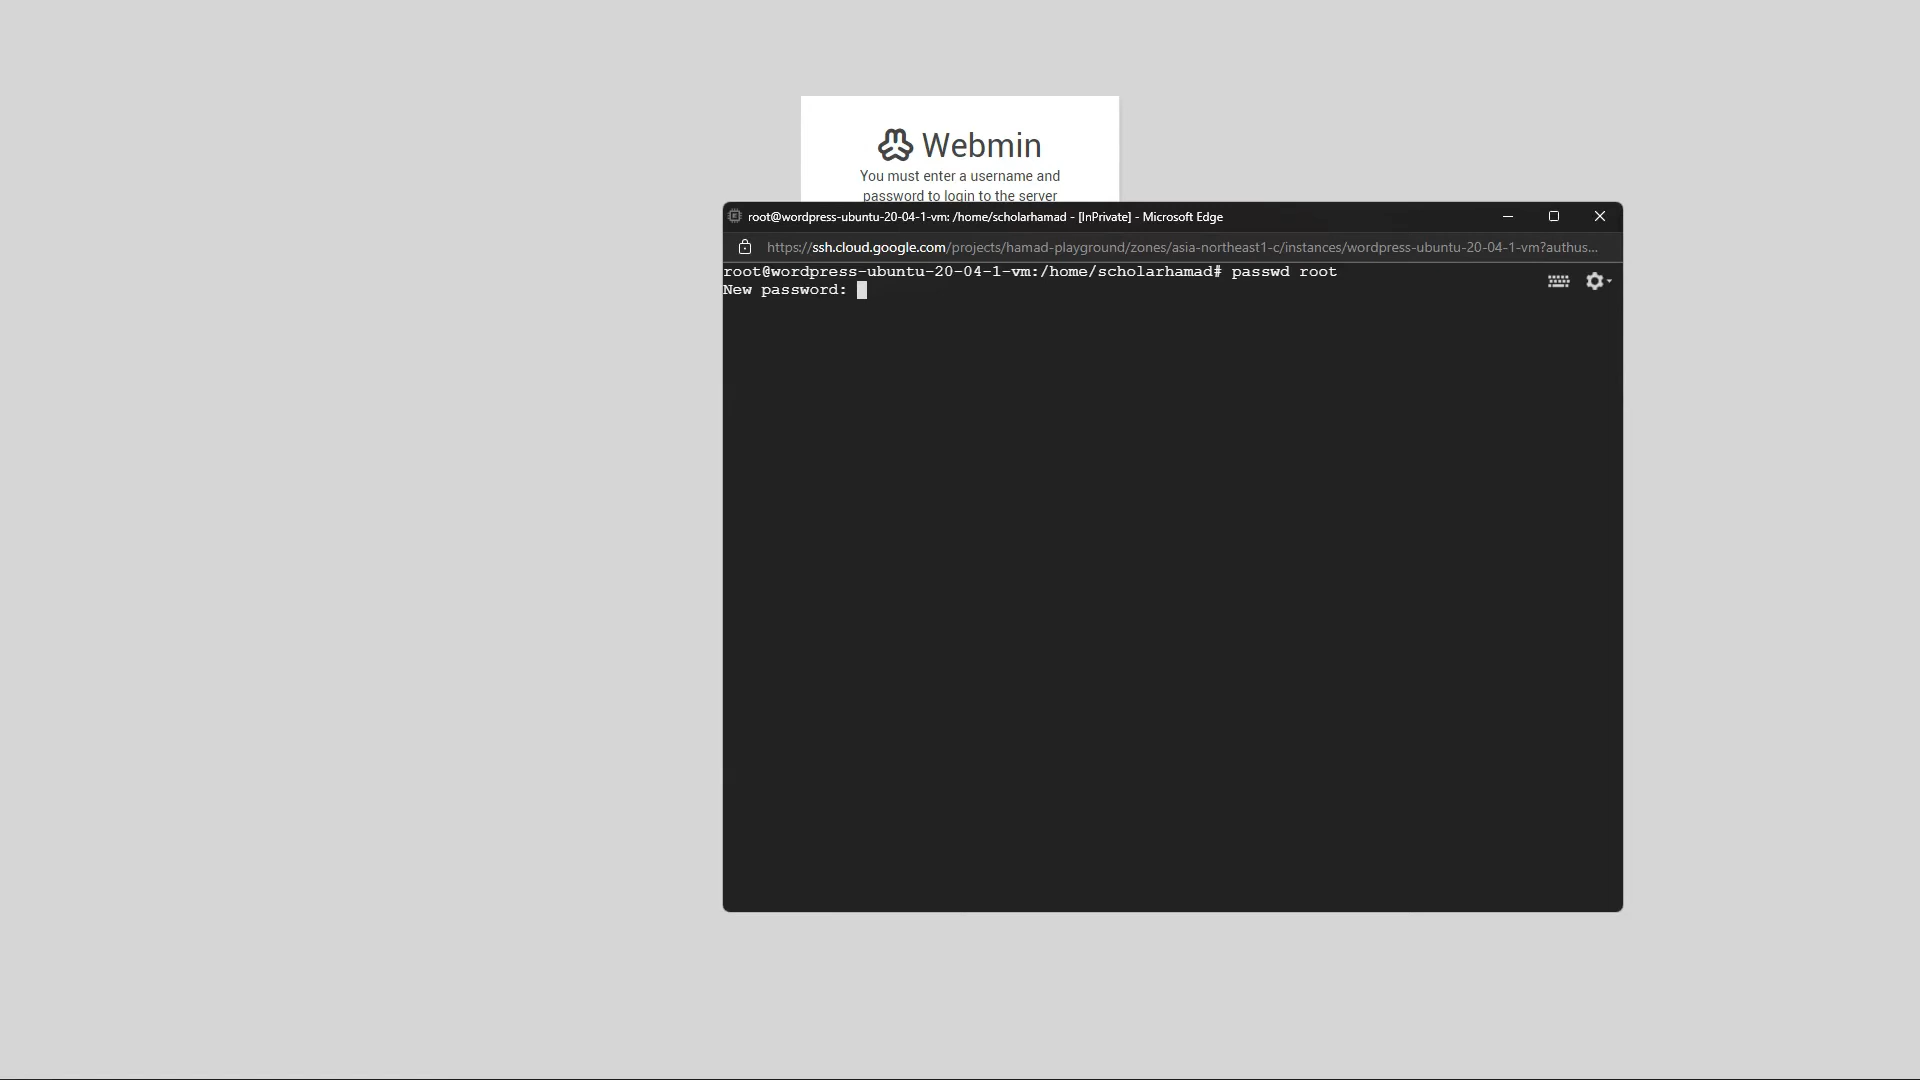 Webmin
You must enter a username and
password to login to the server
root@wordpress-ubuntu-20-04-1-vm: /home/scholarhamad - [InPrivate] - Microsoft Edge
https://ssh.cloud.google.com/projects/hamad-playground/zones/asia-northeast1-c/instances/wordpress-ubuntu-20-04-1-vm?authus...
root@wordpress-ubuntu-20-04-1-vm:/home/scholarhamad# passwd root
New password: